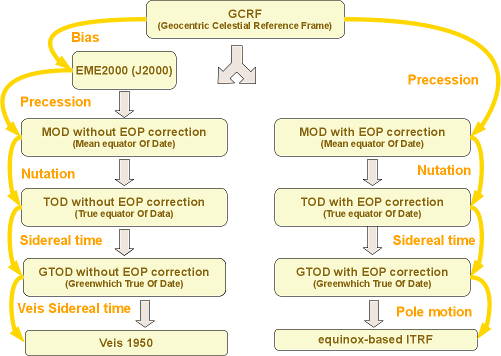 GCRF
(Geocentric Celestial Reference Frame)
Bias
EME2000 (J2000)
Precession
Precession
MOD without EOP correction
(Mean equator Of Date)
MOD with EOP correction
(Mean equator Of Date)
Nutation
Nutation
TOD without EOP correction
(True equator Of Data)
TOD with EOP correction
(True equator Of Date)
Sidereal time
Sidereal time
GTOD without EOP correction
(Greenwhich True Of Date)
GTOD with EOP correction
(Greenwhich True Of Date)
Veis Sidereal time
Pole motion
Veis 1950
equinox-based ITRF